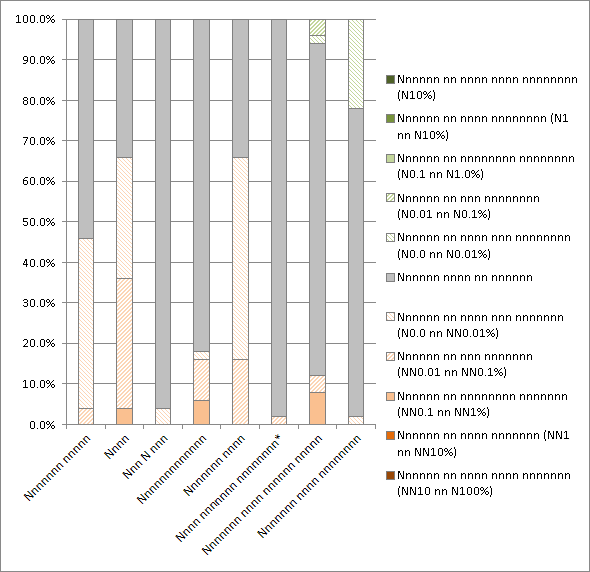 100.0%
90.0%
80.0%
70.0%
60.0%
50.0%
40.0%
30.0%
20.0%
10.0%
0.0%
Nnnnnnn nnnnn
Nnnn
Nnn N nnn
Nnnnnnnnnnnnn
Nnnnnnn nnnn
Nnnn nnnnnnn nnnnnnnn*
Nnnnnnn nnnn nnnnnn nnnnn
Nnnnnnn nnnn nnnnnnnn
Nnnnnn nn nnnn nnnn nnnnnnnn
(N10%)
Nnnnnn nn nnnn nnnnnnnn (N1
nn N10%)
Nnnnnn nn nnnnnnnn nnnnnnnn
(N0.1 nn N1.0%)
Nnnnnn nn nnn nnnnnnnn
(N0.01 nn N0.1%)
Nnnnnn nn nnnn nnn nnnnnnnn
(N0.0 nn N0.01%)
Nnnnnn nnnn nn nnnnnn
Nnnnnn nn nnnn nnn nnnnnnn
(N0.0 nn NN0.01%)
Nnnnnn nn nnn nnnnnnn
(NN0.01 nn NN0.1%)
Nnnnnn nn nnnnnnnn nnnnnnn
(NN0.1 nn NN1%)
Nnnnnn nn nnnn nnnnnnn (NN1
nn NN10%)
Nnnnnn nn nnnn nnnn nnnnnnn
(NN10 nn N100%)